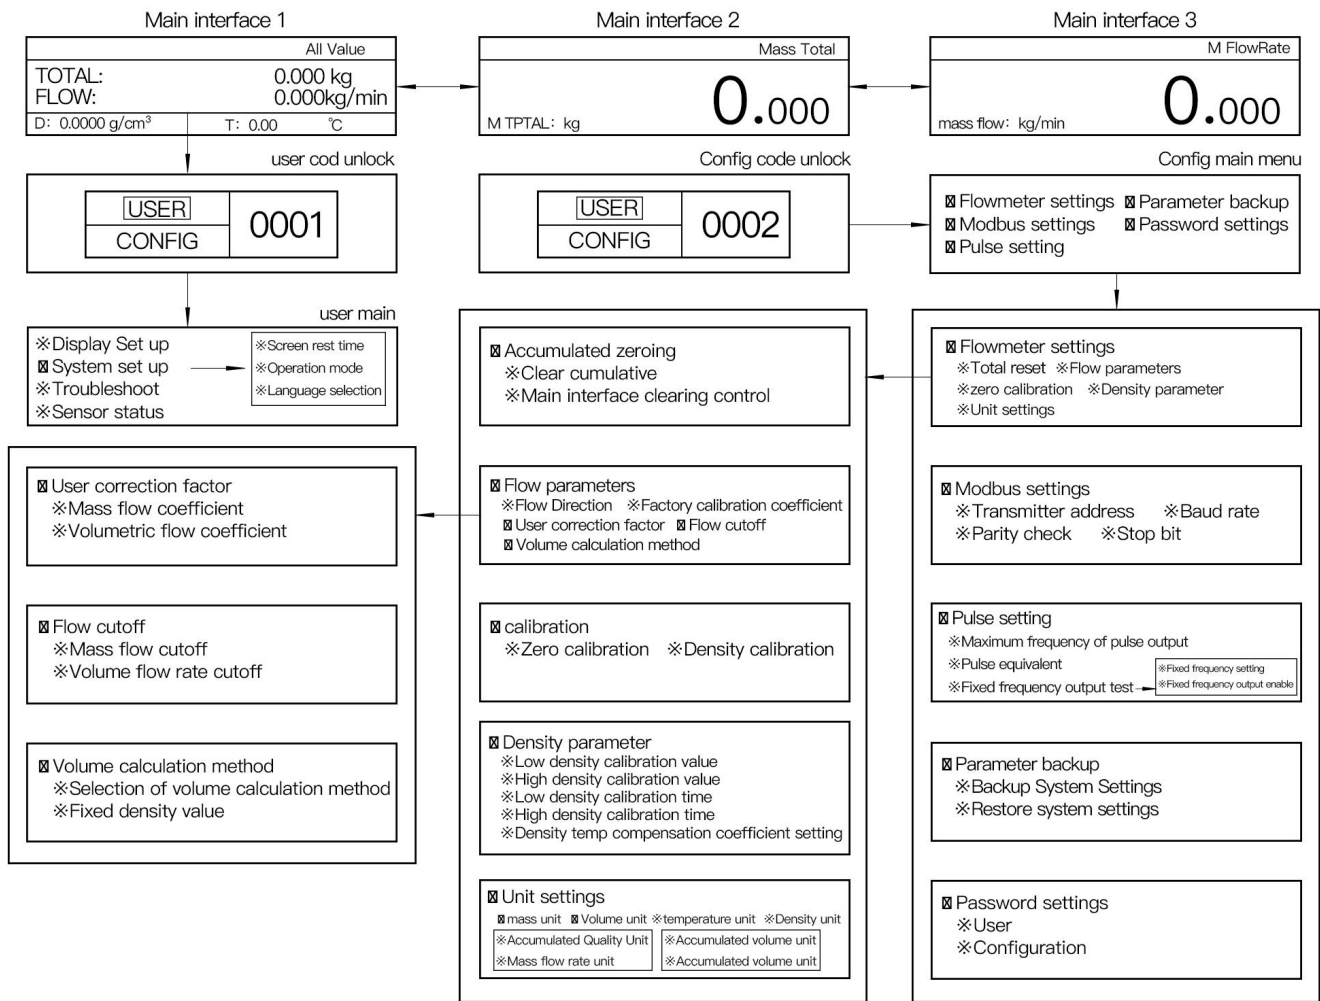 Main interface 1
All Value
TOTAL: 0.000 kg
FLOW: 0.000kg/min
D: 0.0000 g/cm³ T: 0.00 ℃
Main interface 2
Mass Total
0.000
M TPTAL: kg
Main interface 3
M FlowRate
0.000
mass flow: kg/min
user cod unlock
USER
CONFIG
0001
Config code unlock
USER
CONFIG
0002
Config main menu
Flowmeter settings Parameter backup
Modbus settings Password settings
Pulse setting
user main
※Display Set up
System set up
※Troubleshoot
※Sensor status
※Screen rest time
※Operation mode
※Language selection
User correction factor
※Mass flow coefficient
※Volumetric flow coefficient
Flow cutoff
※Mass flow cutoff
※Volume flow rate cutoff
Volume calculation method
※Selection of volume calculation method
※Fixed density value
Accumulated zeroing
※Clear cumulative
※Main interface clearing control
Flow parameters
※Flow Direction ※Factory calibration coefficient
User correction factor Flow cutoff
Volume calculation method
calibration
※Zero calibration ※Density calibration
Density parameter
※Low density calibration value
※High density calibration value
※Low density calibration time
※High density calibration time
※Density temp compensation coefficient setting
Unit settings
mass unit Volume unit ※temperature unit ※Density unit
※Accumulated Quality Unit
※Mass flow rate unit
※Accumulated volume unit
※Accumulated volume unit
Flowmeter settings
※Total reset ※Flow parameters
※zero calibration ※Density parameter
※Unit settings
Modbus settings
※Transmitter address ※Baud rate
※Parity check ※Stop bit
Pulse setting
※Maximum frequency of pulse output
※Pulse equivalent
※Fixed frequency output test
※Fixed frequency setting
※Fixed frequency output enable
Parameter backup
※Backup System Settings
※Restore system settings
Password settings
※User
※Configuration